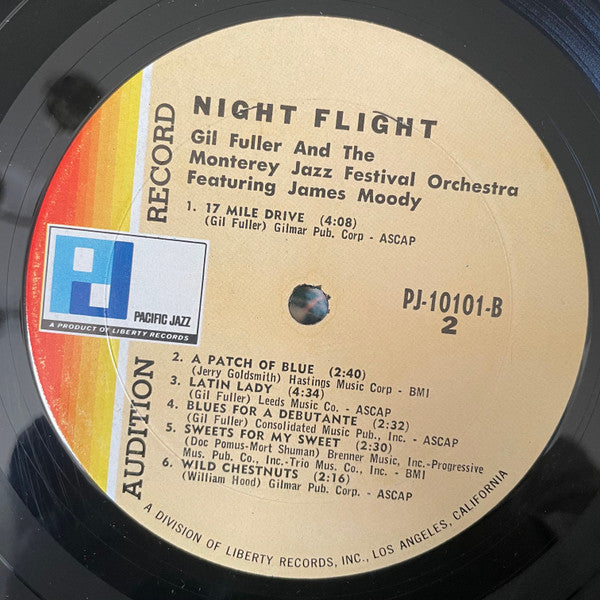 NIGHT FLIGHT
Gil Fuller And The
Monterey Jazz Festival Orchestra
Featuring James Moody
1. 17 MILE DRIVE (4:08)
(Gil Fuller) Gilmar Pub. Corp - ASCAP
AUDITION RECORD
PJ
PACIFIC JAZZ
A PRODUCT OF LIBERTY RECORDS
PJ-10101-B
2
2. A PATCH OF BLUE (2:40)
(Jerry Goldsmith) Hastings Music Corp - BMI
3. LATIN LADY (4:34)
(Gil Fuller) Leeds Music Co. - ASCAP
4. BLUES FOR A DEBUTANTE (2:32)
(Gil Fuller) Consolidated Music Pub., Inc. - ASCAP
5. SWEETS FOR MY SWEET (2:30)
(Doc Pomus-Mort Shuman) Brenner Music, Inc.-Progressive
Mus. Pub. Co., Inc.-Trio Mus. Co., Inc. - BMI
6. WILD CHESTNUTS (2:16)
(William Hood) Gilmar Pub. Corp. - ASCAP
A DIVISION OF LIBERTY RECORDS, INC., LOS ANGELES, CALIFORNIA